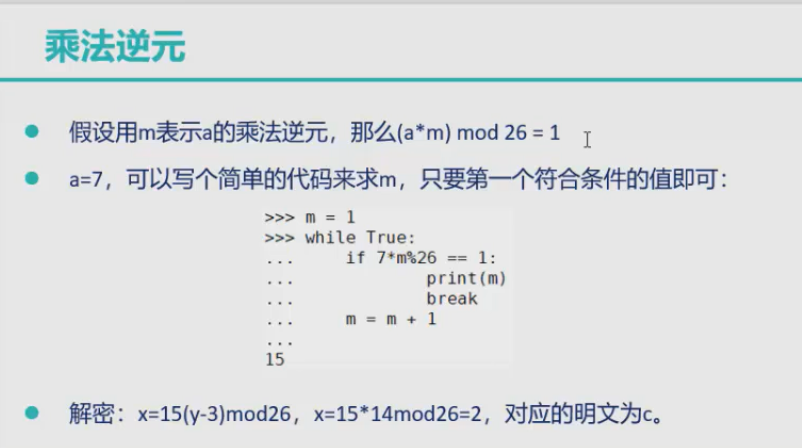 乘法逆元
假设用m表示a的乘法逆元，那么(a*m) mod 26 = 1
a=7，可以写个简单的代码来求m，只要第一个符合条件的值即可：
>>> m = 1
>>> while True:
...     if 7*m%26 == 1:
...             print(m)
...             break
...     m = m + 1
...
15
解密：x=15(y-3)mod26，x=15*14mod26=2，对应的明文为c。